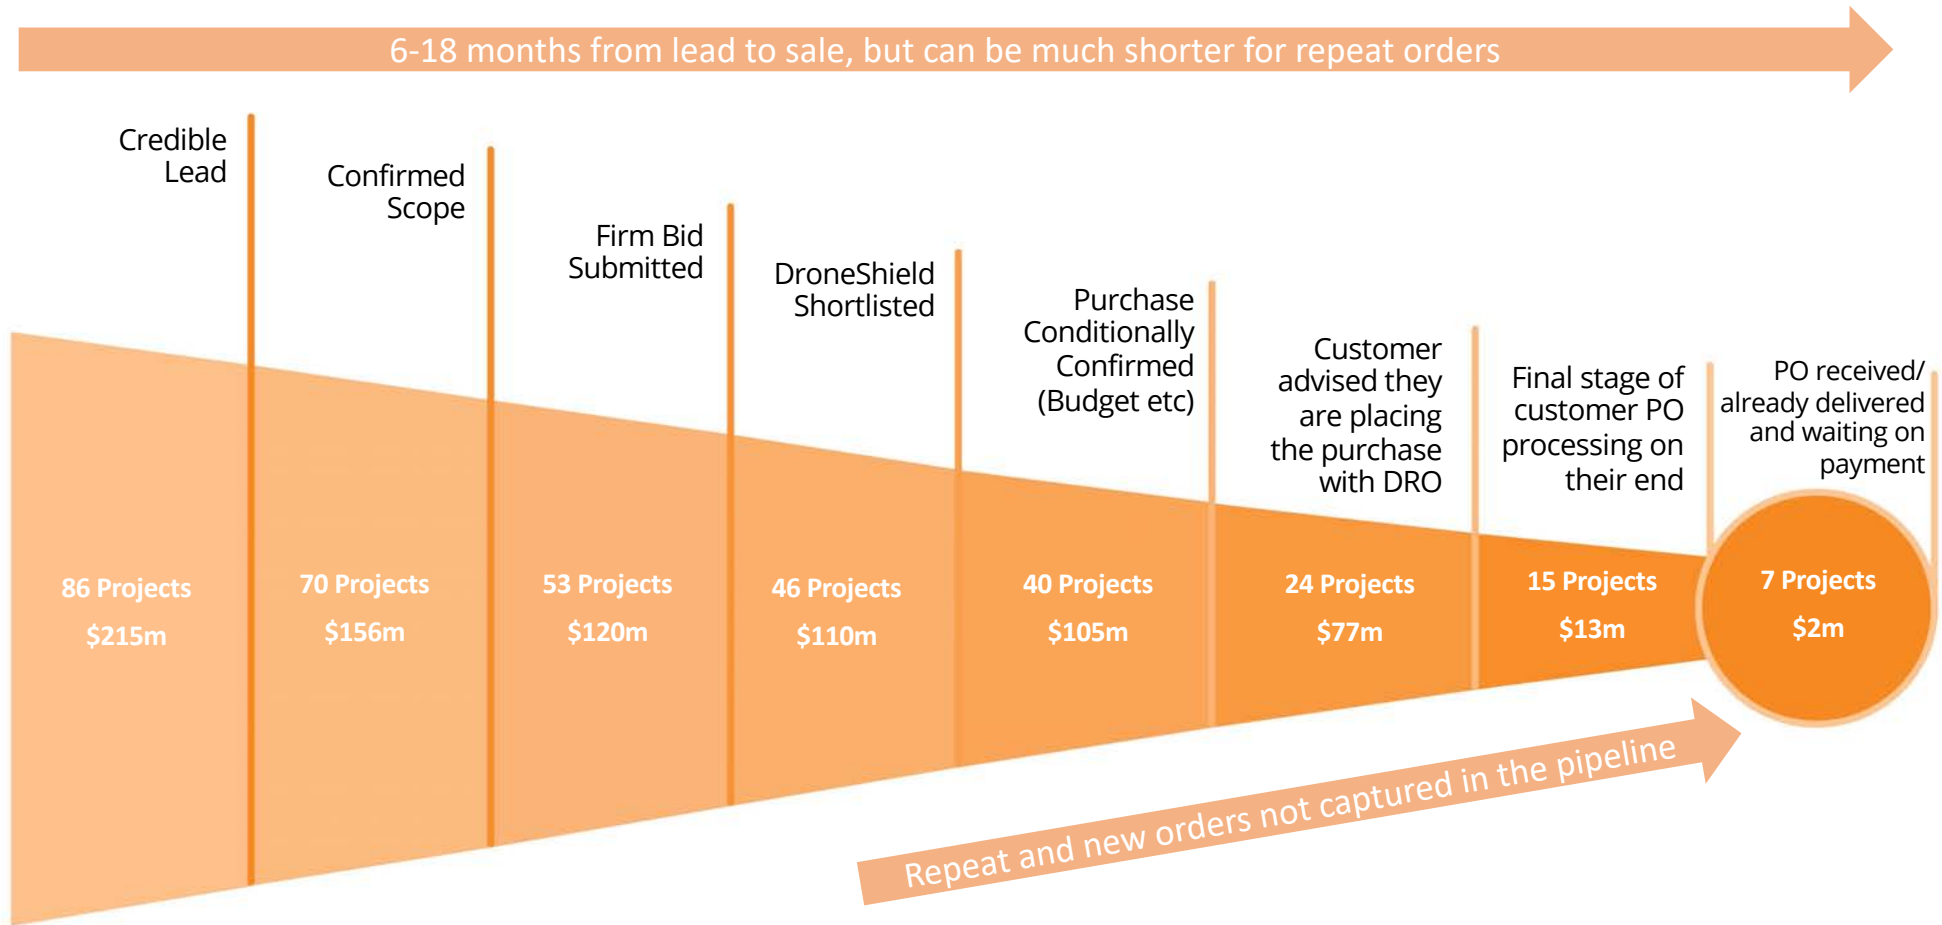 6-18 months from lead to sale, but can be much shorter for repeat orders
Credible
Lead
Confirmed
Scope
Firm Bid
Submitted
DroneShield
Shortlisted
Purchase
Conditionally
Confirmed
(Budget etc)
Customer
advised they
are placing
the purchase
with DRO
Final stage of
customer PO
processing on
their end
PO received/
already delivered
and waiting on
payment
86 Projects
$215m
70 Projects
$156m
53 Projects
$120m
46 Projects
$110m
40 Projects
$105m
24 Projects
$77m
15 Projects
$13m
7 Projects
$2m
Repeat and new orders not captured in the pipeline